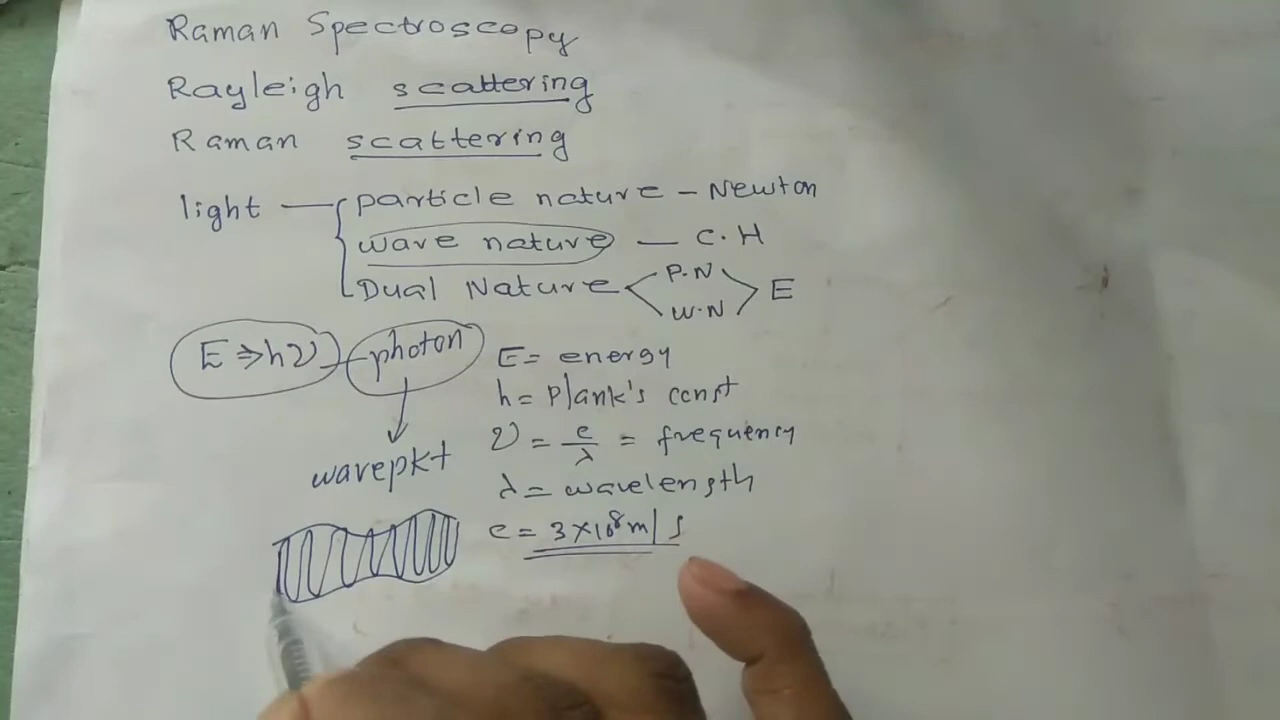 Raman Spectroscopy
Rayleigh scattering
Raman scattering
light — particle nature - Newton
wave nature — C.H
Dual Nature P.N W.N E
E ⇒ hν - photon
wavepkt
E = energy
h = Plank's const
ν = c/λ = frequency
λ = wavelength
c = 3×10⁸ m/s